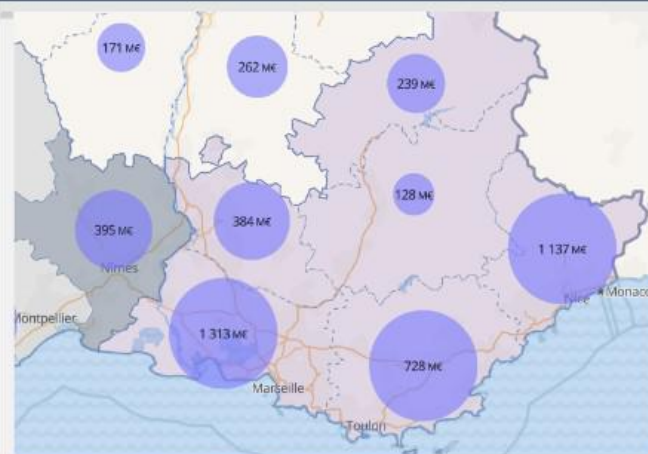 171 M€
262 M€
239 M€
128 M€
384 M€
395 M€
1 137 M€
Nîmes
Nice
Monaco
Montpellier
1 313 M€
728 M€
Marseille
Toulon